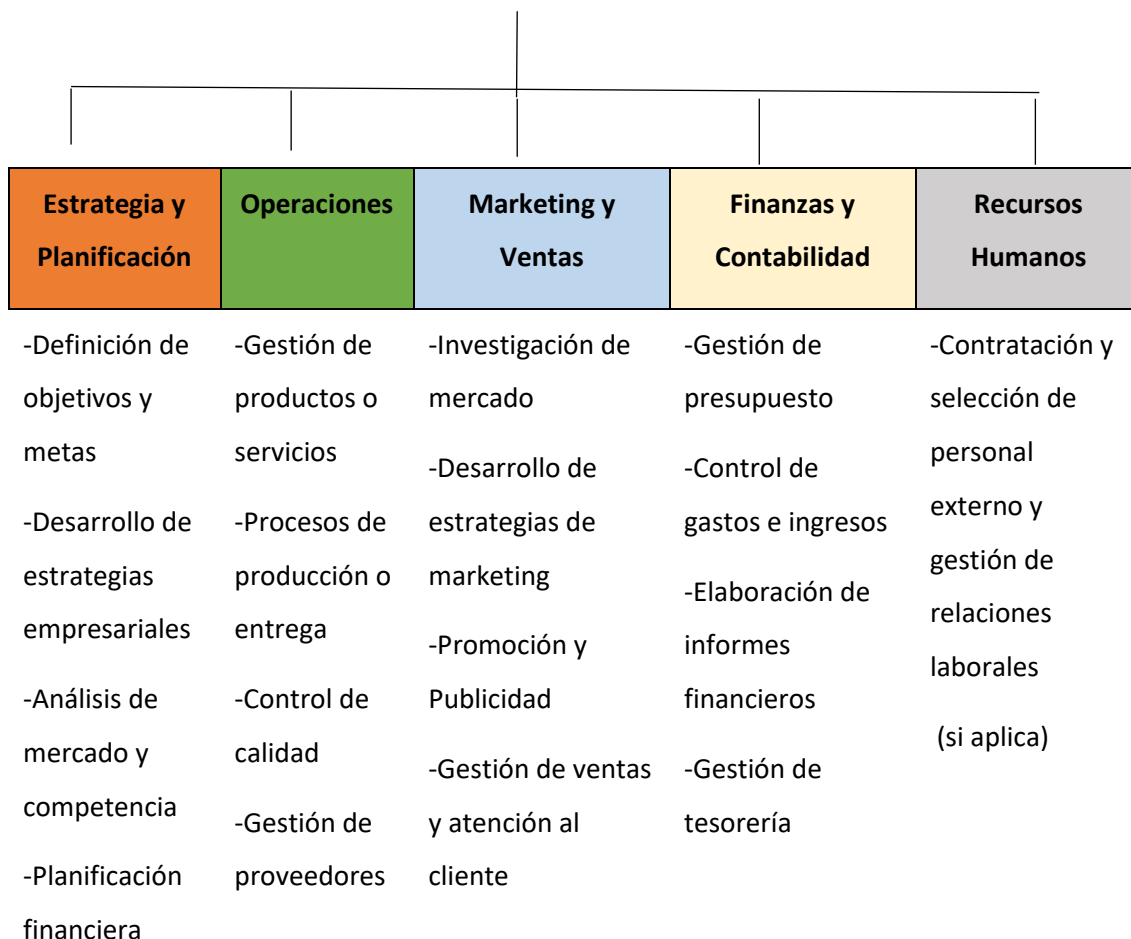 Estrategia y
Planificación
Operaciones
Marketing y
Ventas
Finanzas y
Contabilidad
Recursos
Humanos
-Definición de
objetivos y
metas
-Desarrollo de
estrategias
empresariales
-Análisis de
mercado y
competencia
-Planificación
financiera
-Gestión de
productos o
servicios
-Procesos de
producción o
entrega
-Control de
calidad
-Gestión de
proveedores
-Investigación de
mercado
-Desarrollo de
estrategias de
marketing
-Promoción y
Publicidad
-Gestión de ventas
y atención al
cliente
-Gestión de
presupuesto
-Control de
gastos e ingresos
-Elaboración de
informes
financieros
-Gestión de
tesorería
-Contratación y
selección de
personal
externo y
gestión de
relaciones
laborales
(si aplica)